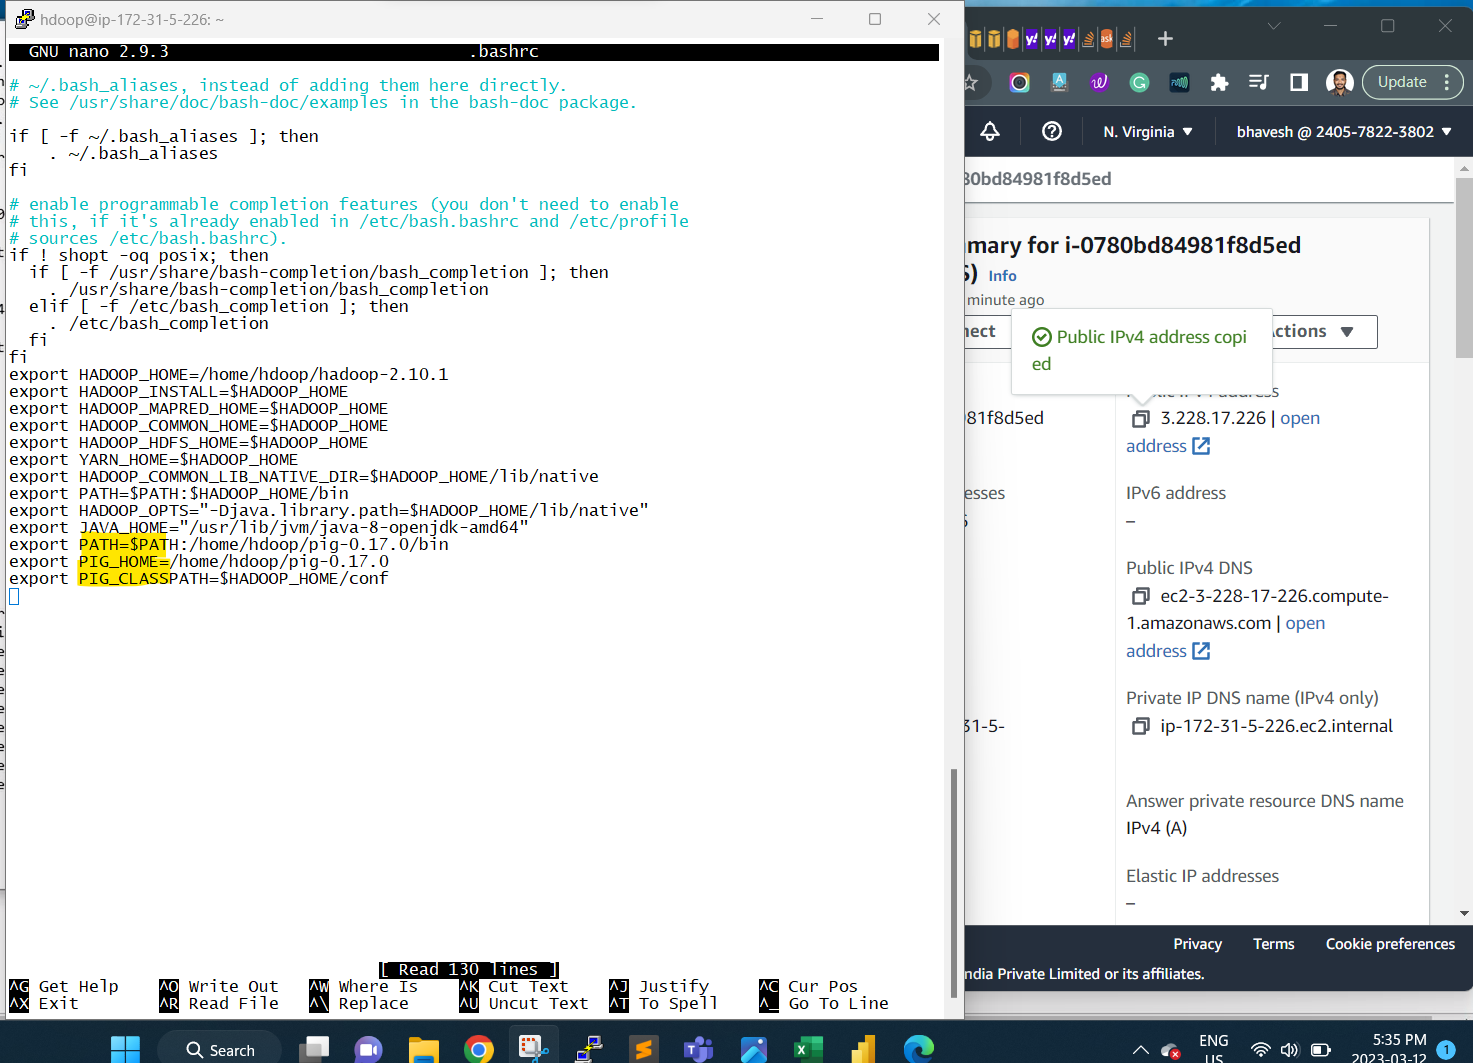 hdoop@ip-172-31-5-226: ~
GNU nano 2.9.3 .bashrc
# ~/.bash_aliases, instead of adding them here directly.
# See /usr/share/doc/bash-doc/examples in the bash-doc package.
if [ -f ~/.bash_aliases ]; then
. ~/.bash_aliases
fi
# enable programmable completion features (you don't need to enable
# this, if it's already enabled in /etc/bash.bashrc and /etc/profile
# sources /etc/bash.bashrc).
if ! shopt -oq posix; then
if [ -f /usr/share/bash-completion/bash_completion ]; then
. /usr/share/bash-completion/bash_completion
elif [ -f /etc/bash_completion ]; then
. /etc/bash_completion
fi
fi
export HADOOP_HOME=/home/hdoop/hadoop-2.10.1
export HADOOP_INSTALL=$HADOOP_HOME
export HADOOP_MAPRED_HOME=$HADOOP_HOME
export HADOOP_COMMON_HOME=$HADOOP_HOME
export HADOOP_HDFS_HOME=$HADOOP_HOME
export YARN_HOME=$HADOOP_HOME
export HADOOP_COMMON_LIB_NATIVE_DIR=$HADOOP_HOME/lib/native
export PATH=$PATH:$HADOOP_HOME/bin
export HADOOP_OPTS="-Djava.library.path=$HADOOP_HOME/lib/native"
export JAVA_HOME="/usr/lib/jvm/java-8-openjdk-amd64"
export PATH=$PATH:/home/hdoop/pig-0.17.0/bin
export PIG_HOME=/home/hdoop/pig-0.17.0
export PIG_CLASSPATH=$HADOOP_HOME/conf
[ Read 130 lines ]
^G Get Help ^O Write Out ^W Where Is ^K Cut Text ^J Justify ^C Cur Pos
^X Exit ^R Read File ^\ Replace ^U Uncut Text ^T To Spell ^_ Go To Line
Update
N. Virginia
bhavesh @ 2405-7822-3802
80bd84981f8d5ed
mary for i-0780bd84981f8d5ed
Info
minute ago
nect
Actions
Public IPv4 address copi
ed
981f8d5ed
3.228.17.226 | open
address
esses
IPv6 address
–
Public IPv4 DNS
ec2-3-228-17-226.compute-
1.amazonaws.com | open
address
Private IP DNS name (IPv4 only)
31-5-
ip-172-31-5-226.ec2.internal
Answer private resource DNS name
IPv4 (A)
Elastic IP addresses
–
Privacy Terms Cookie preferences
ndia Private Limited or its affiliates.
Search
ENG
US
5:35 PM
2023-03-12
1